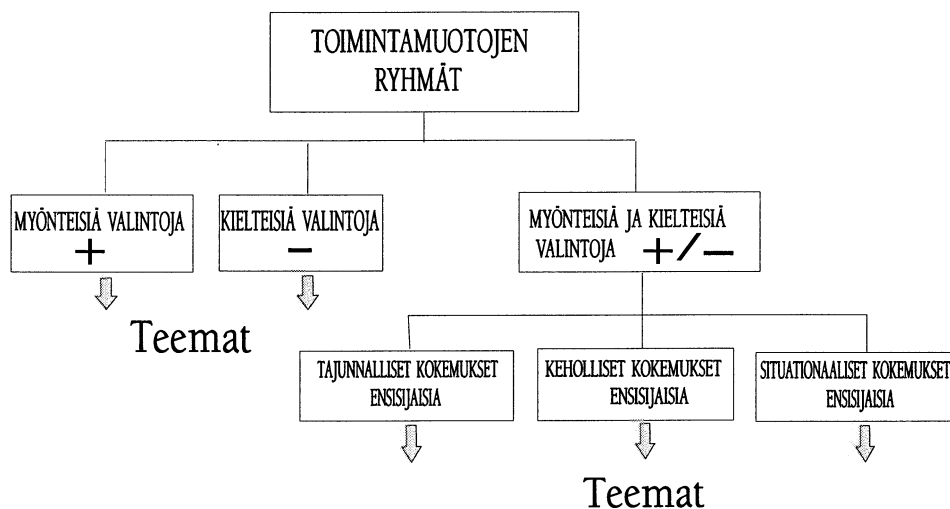 TOIMINTAMUOTOJEN
RYHMÄT
MYÖNTEISIÄ VALINTOJA
+
KIELTEISIÄ VALINTOJA
–
MYÖNTEISIÄ JA KIELTEISIÄ
VALINTOJA +/–
Teemat
TAJUNNALLISET KOKEMUKSET
ENSISIJAISIA
KEHOLLISET KOKEMUKSET
ENSISIJAISIA
SITUATIONAALISET KOKEMUKSET
ENSISIJAISIA
Teemat